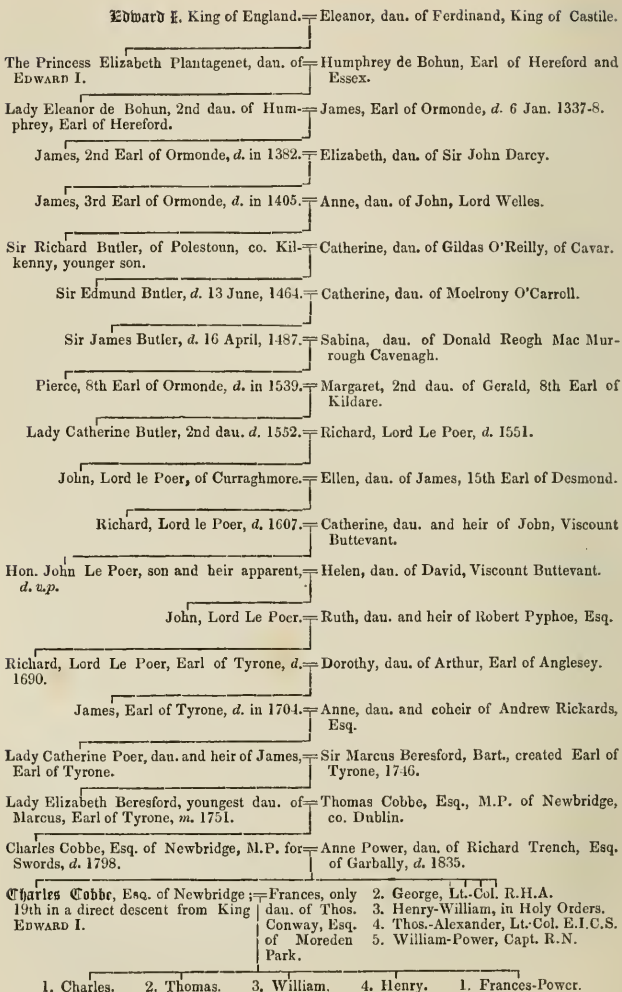 Edward I. King of England. Eleanor, dau. of Ferdinand, King of Castile.
The Princess Elizabeth Plantagenet, dau. of Humphrey de Bohun, Earl of Hereford and
EDWARD I. Essex.
Lady Eleanor de Bohun, 2nd dau. of Hum- James, Earl of Ormonde, d. 6 Jan. 1337-8.
phrey, Earl of Hereford.
James, 2nd Earl of Ormonde, d. in 1382. Elizabeth, dau. of Sir John Darcy.
James, 3rd Earl of Ormonde, d. in 1405. Anne, dau. of John, Lord Welles.
Sir Richard Butler, of Polestoun, co. Kil- Catherine, dau. of Gildas O'Reilly, of Cavar.
kenny, younger son.
Sir Edmund Butler, d. 13 June, 1464. Catherine, dau. of Moelrony O'Carroll.
Sir James Butler, d. 16 April, 1487. Sabina, dau. of Donald Reogh Mac Mur-
rough Cavenagh.
Pierce, 8th Earl of Ormonde, d. in 1539. Margaret, 2nd dau. of Gerald, 8th Earl of
Kildare.
Lady Catherine Butler, 2nd dau. d. 1552. Richard, Lord Le Poer, d. 1551.
John, Lord le Poer, of Curraghmore. Ellen, dau. of James, 15th Earl of Desmond.
Richard, Lord le Poer, d. 1607. Catherine, dau. and heir of John, Viscount
Buttevant.
Hon. John Le Poer, son and heir apparent, Helen, dau. of David, Viscount Buttevant.
d. v.p.
John, Lord Le Poer. Ruth, dau. and heir of Robert Pyphoe, Esq.
Richard, Lord Le Poer, Earl of Tyrone, d. Dorothy, dau. of Arthur, Earl of Anglesey.
1690.
James, Earl of Tyrone, d. in 1704. Anne, dau. and coheir of Andrew Rickards,
Esq.
Lady Catherine Poer, dau. and heir of James, Sir Marcus Beresford, Bart., created Earl of
Earl of Tyrone. Tyrone, 1746.
Lady Elizabeth Beresford, youngest dau. of Thomas Cobbe, Esq., M.P. of Newbridge,
Marcus, Earl of Tyrone, m. 1751. co. Dublin.
Charles Cobbe, Esq. of Newbridge, M.P. for Anne Power, dau. of Richard Trench, Esq.
Swords, d. 1798. of Garbally, d. 1835.
Charles Cobbe, ESQ. of Newbridge; Frances, only 2. George, Lt.-Col. R.H.A.
19th in a direct descent from King dau. of Thos. 3. Henry-William, in Holy Orders.
EDWARD I. Conway, Esq. 4. Thos.-Alexander, Lt.-Col. E.I.C.S.
of Moreden 5. William-Power, Capt. R.N.
Park.
1. Charles. 2. Thomas. 3. William. 4. Henry. 1. Frances-Power.